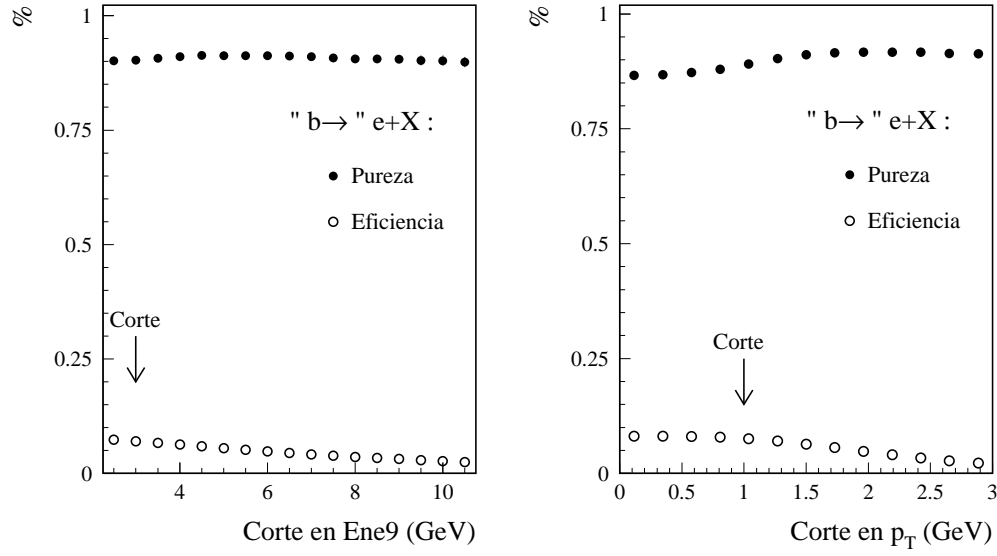 %
1
0.75
0.5
0.25
0
" b→ " e+X :
Pureza
Eficiencia
Corte
4
6
8
10
Corte en Ene9 (GeV)
%
1
0.75
0.5
0.25
0
" b→ " e+X :
Pureza
Eficiencia
Corte
0
0.5
1
1.5
2
2.5
3
Corte en p_T (GeV)